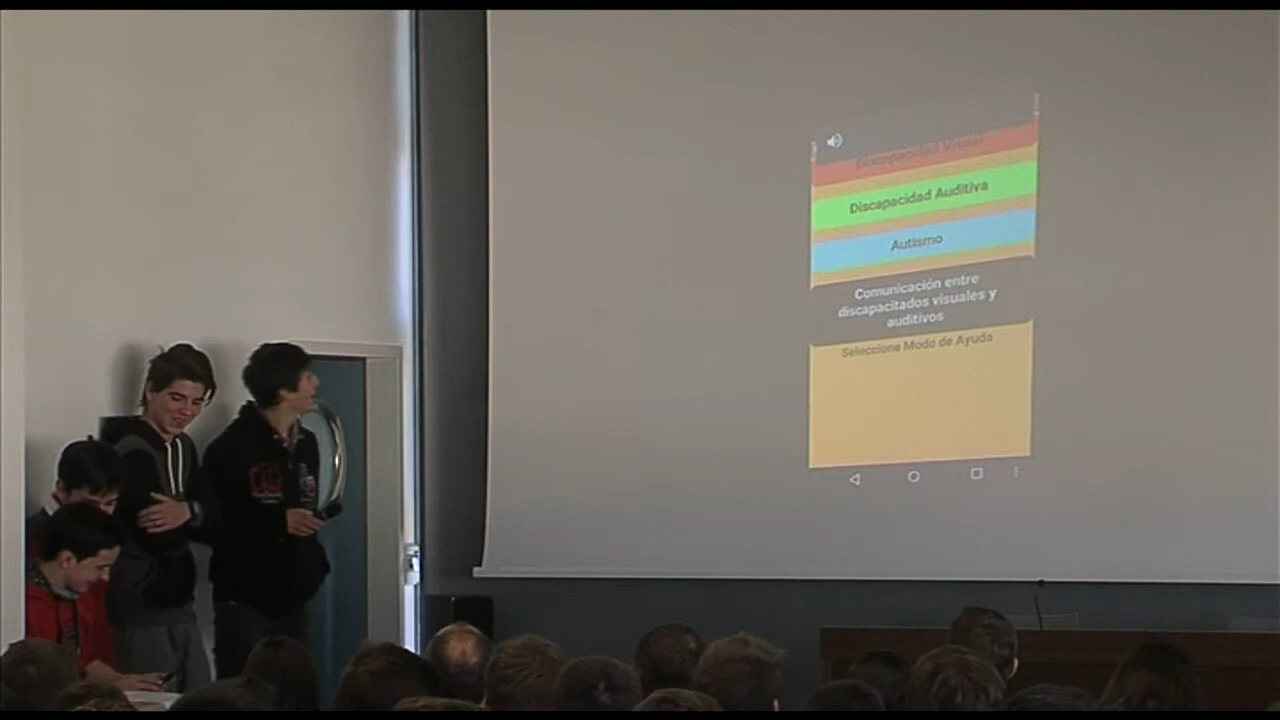 Discapacidad Visual
Discapacidad Auditiva
Autismo
Comunicación entre
discapacitados visuales y
auditivos
Seleccione Modo de Ayuda